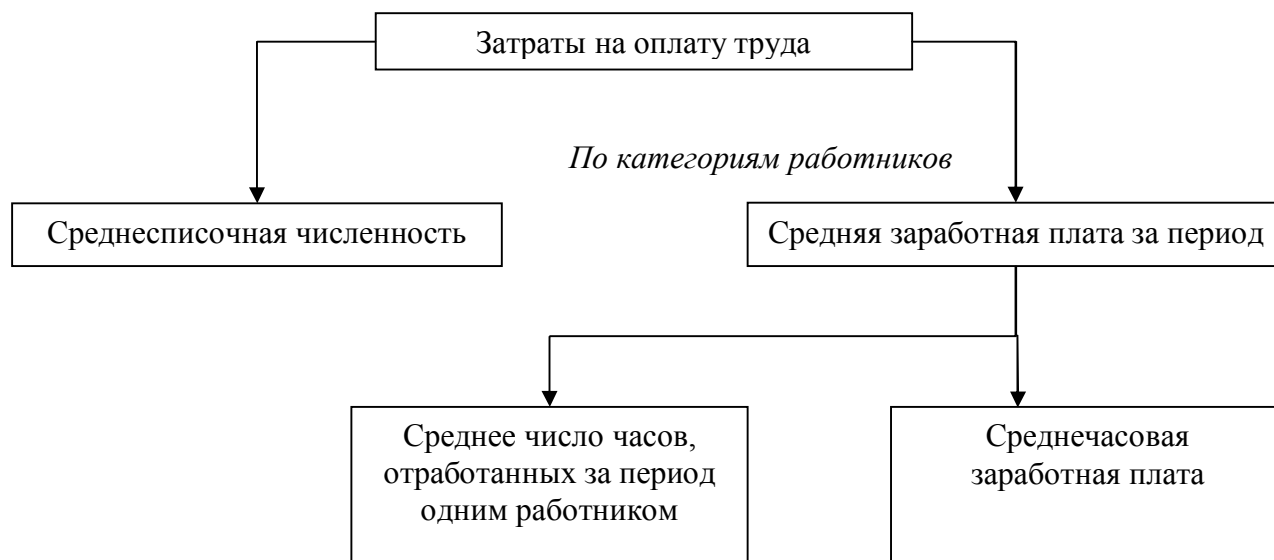 Затраты на оплату труда
По категориям работников
Среднесписочная численность
Средняя заработная плата за период
Среднее число часов,
отработанных за период
одним работником
Среднечасовая
заработная плата